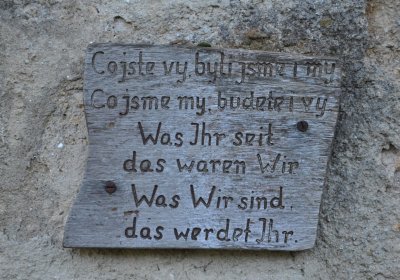 Co jste vy, byli jsme i my
Co jsme my, budete i vy.
Was Ihr seit
das waren Wir
Was Wir sind,
das werdet Ihr.